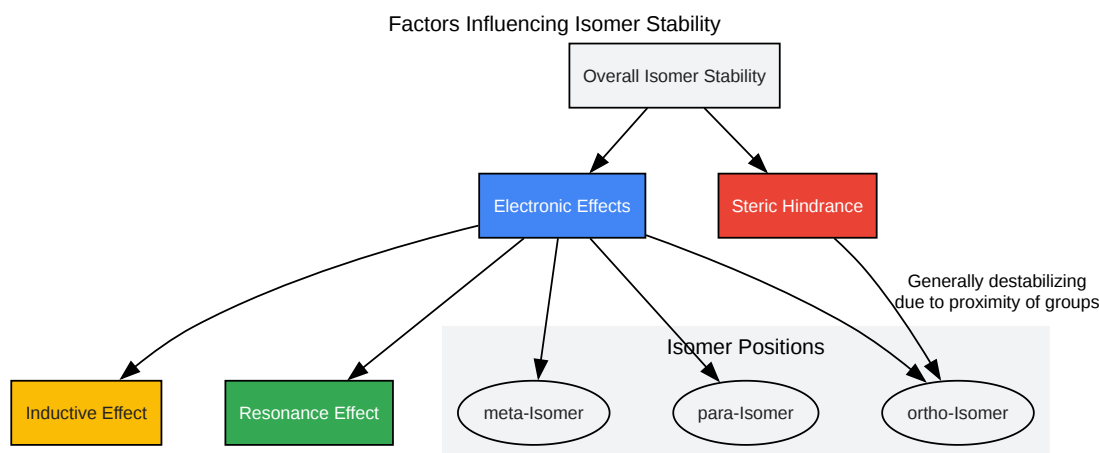 Factors Influencing Isomer Stability
Overall Isomer Stability
Electronic Effects
Steric Hindrance
Generally destabilizing
due to proximity of groups
Isomer Positions
Inductive Effect
Resonance Effect
meta-Isomer
para-Isomer
ortho-Isomer